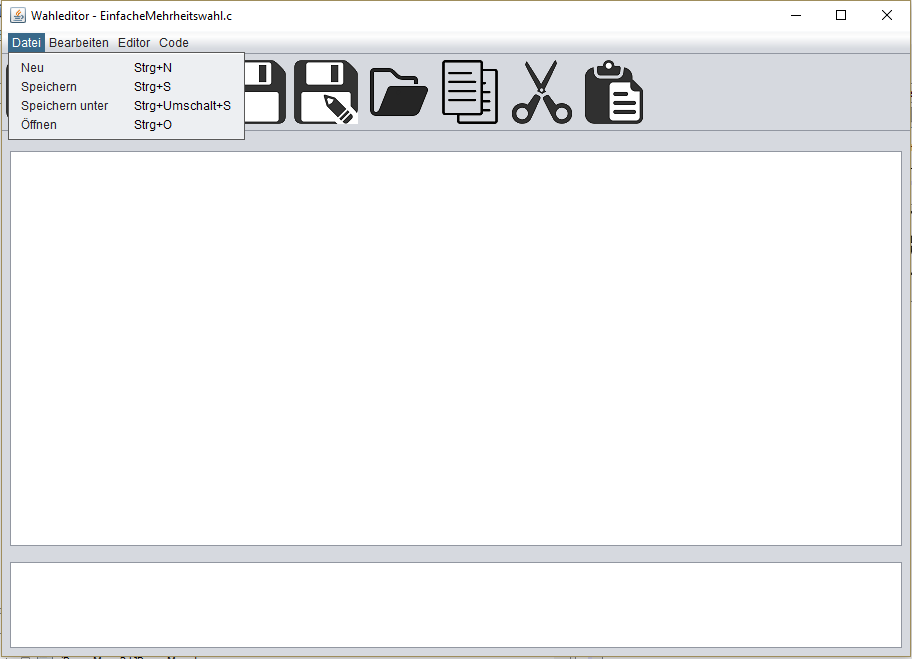 Wahleditor - EinfacheMehrheitswahl.c
Datei Bearbeiten Editor Code
Neu Strg+N
Speichern Strg+S
Speichern unter Strg+Umschalt+S
Öffnen Strg+O